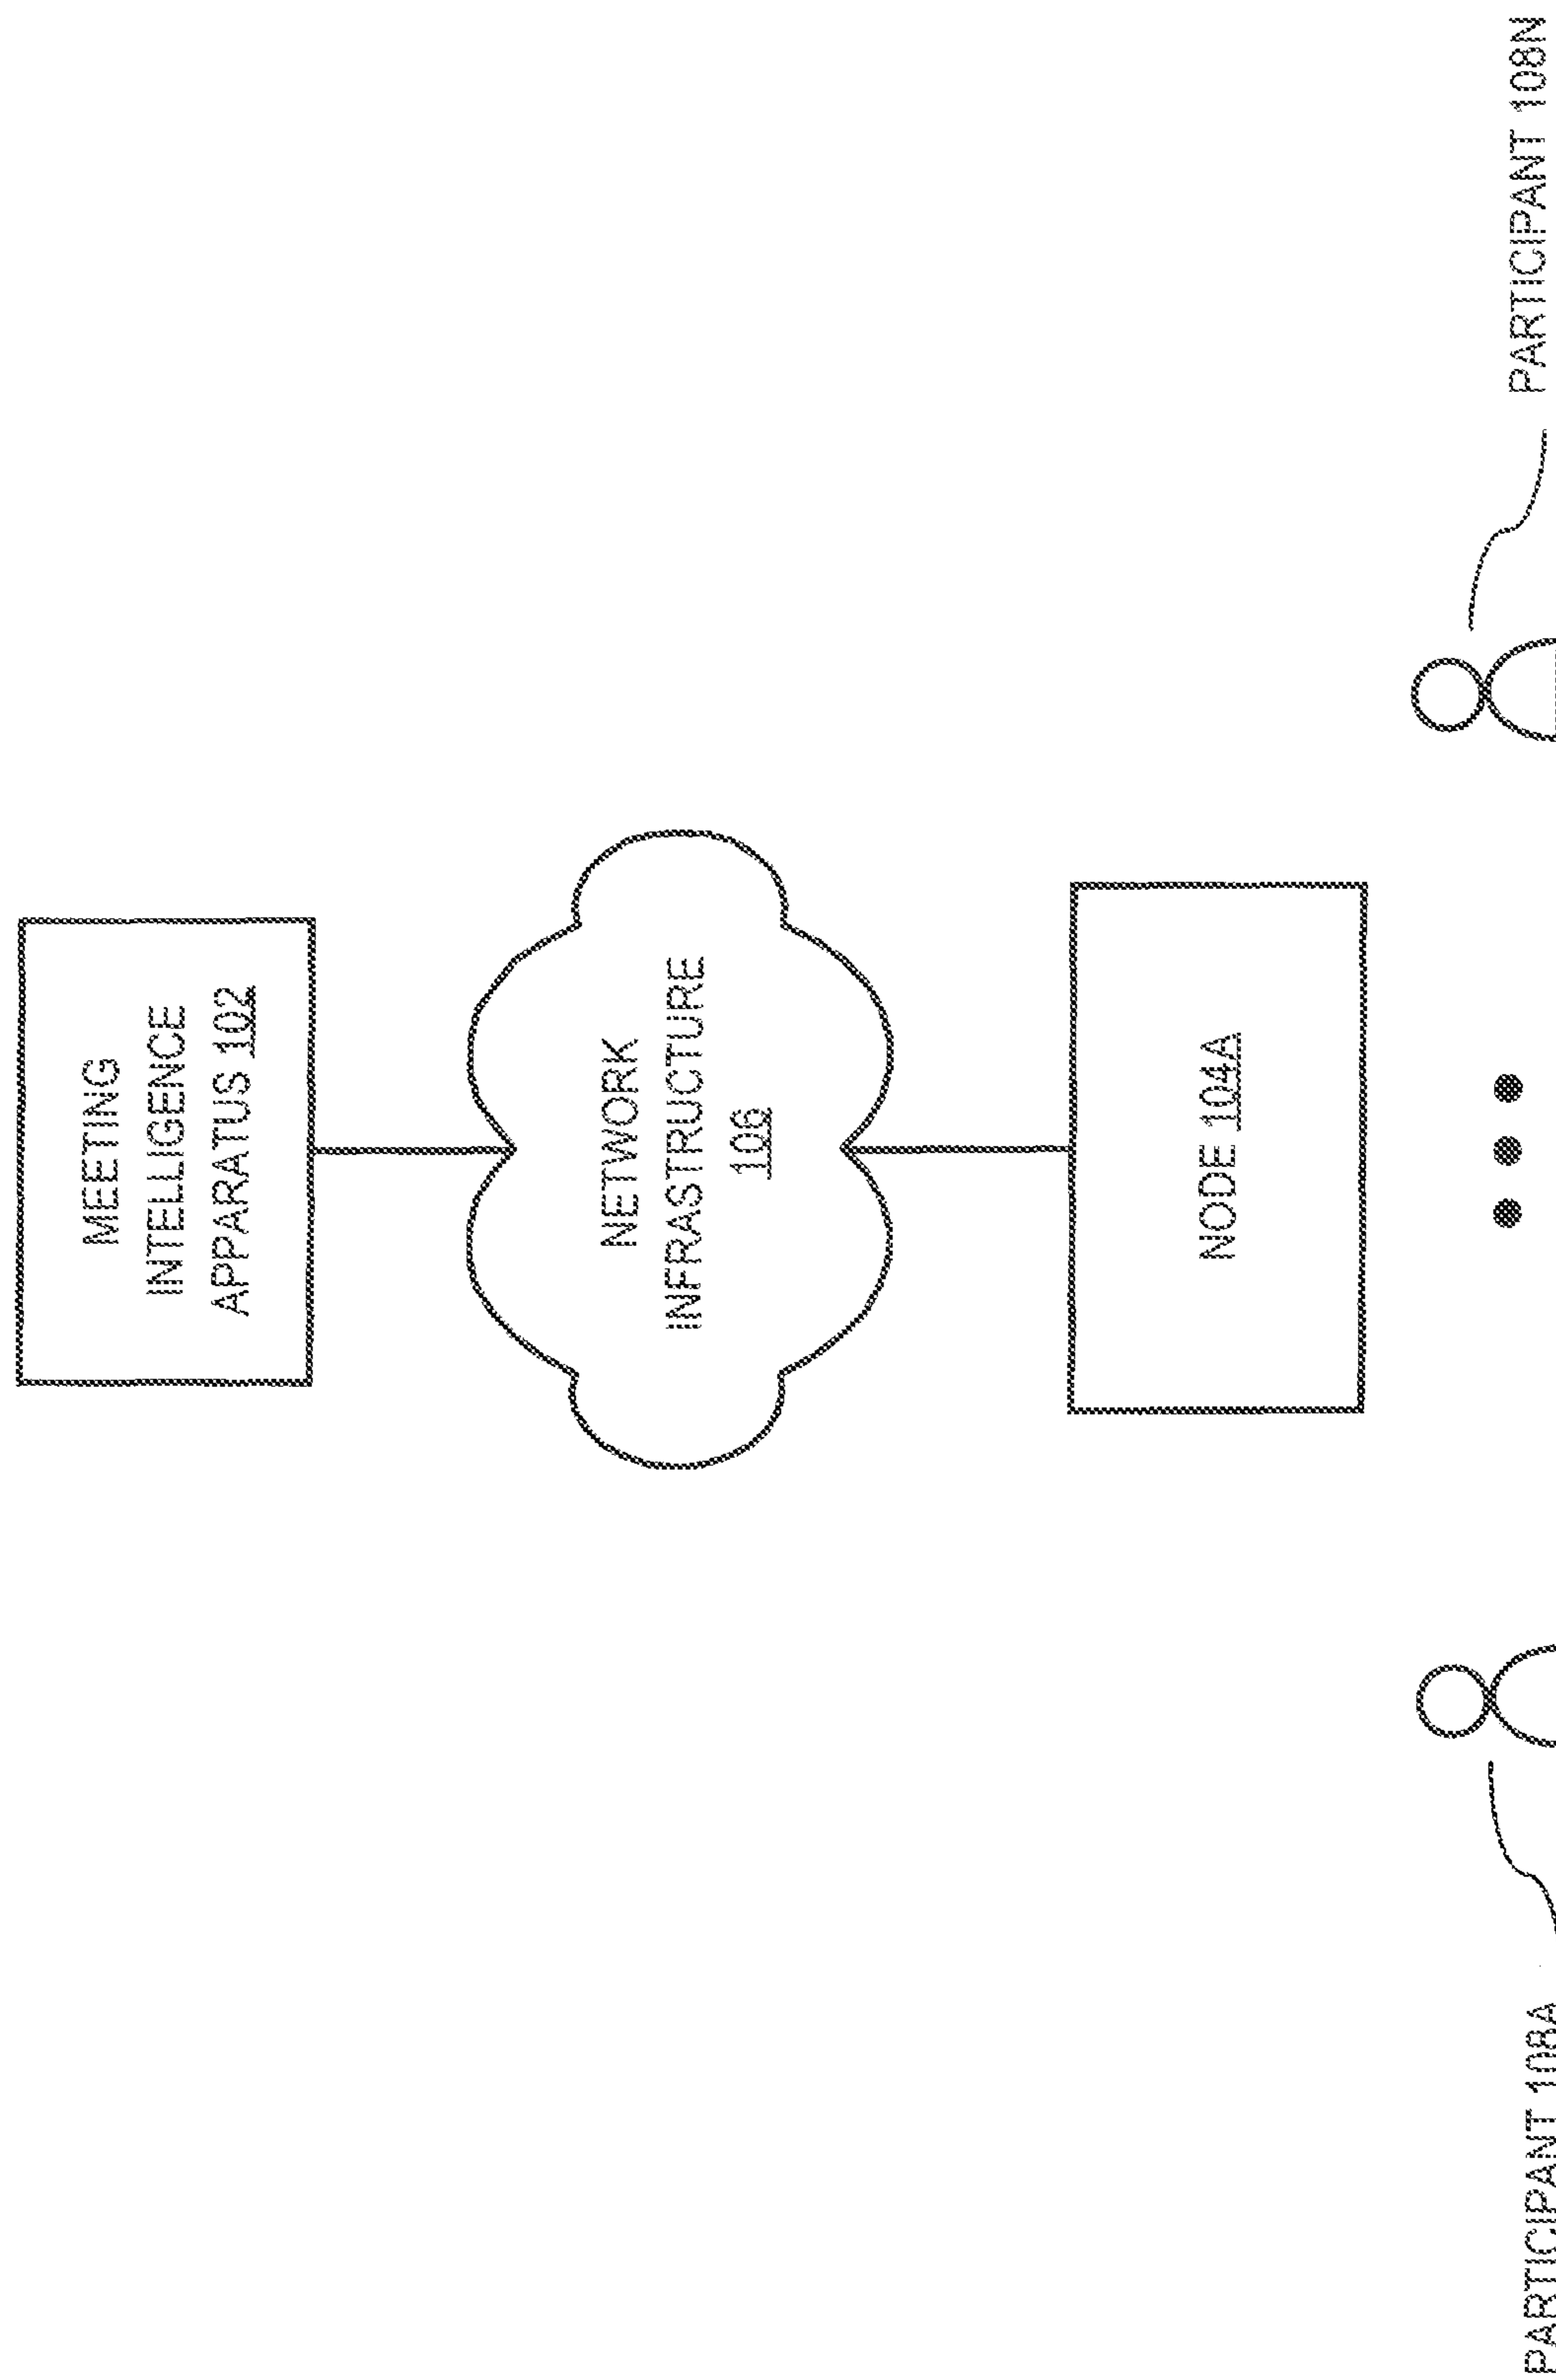 MEETING
INTELLIGENCE
APPARATUS 102
NETWORK
INFRASTRUCTURE
106
NODE 104A
PARTICIPANT 108A
PARTICIPANT 108N